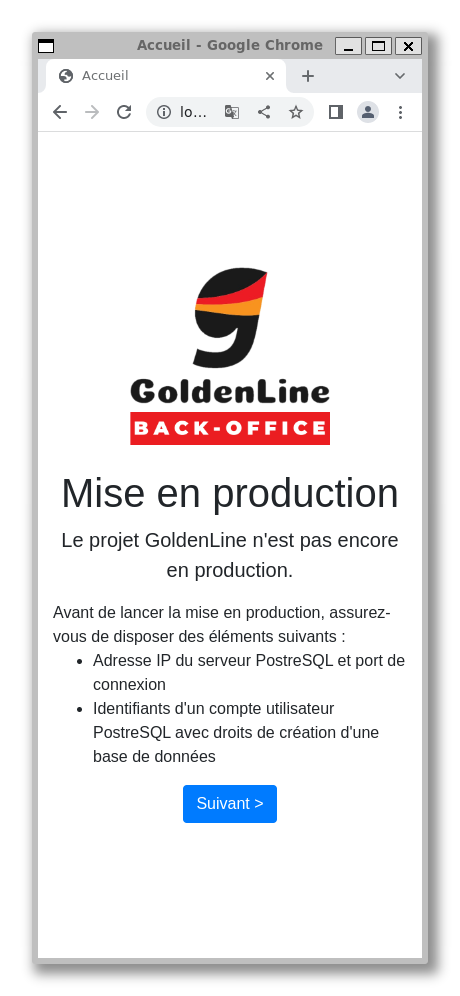 Accueil - Google Chrome
Accueil
lo...
GoldenLine
BACK-OFFICE
Mise en production
Le projet GoldenLine n'est pas encore
en production.
Avant de lancer la mise en production, assurez-
vous de disposer des éléments suivants :
• Adresse IP du serveur PostreSQL et port de
connexion
• Identifiants d'un compte utilisateur
PostreSQL avec droits de création d'une
base de données
Suivant >